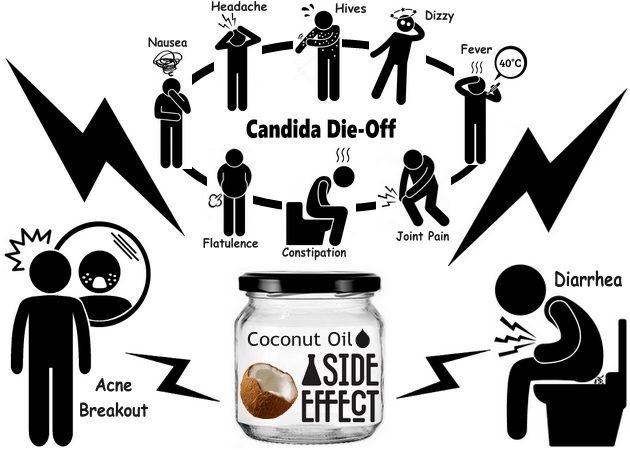 Headache
Hives
Dizzy
Nausea
Fever
40°C
Candida Die-Off
Flatulence
Constipation
Joint Pain
Diarrhea
Acne
Breakout
Coconut Oil
SIDE
EFFECT